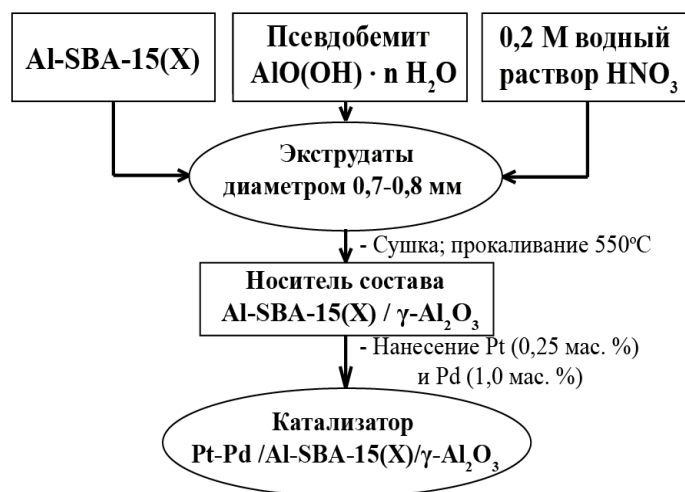 Al-SBA-15(X)
Псевдобемит
AlO(OH) · n H₂O
0,2 М водный
раствор HNO₃
Экструдаты
диаметром 0,7-0,8 мм
- Сушка; прокаливание 550°С
Носитель состава
Al-SBA-15(X) / γ-Al₂O₃
- Нанесение Pt (0,25 мас. %)
и Pd (1,0 мас. %)
Катализатор
Pt-Pd /Al-SBA-15(X)/γ-Al₂O₃